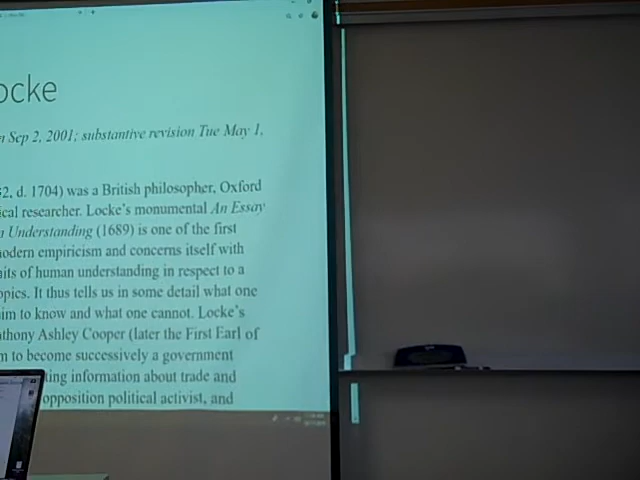 ocke
n Sep 2, 2001; substantive revision Tue May 1,
32, d. 1704) was a British philosopher, Oxford
ical researcher. Locke's monumental An Essay
n Understanding (1689) is one of the first
modern empiricism and concerns itself with
nits of human understanding in respect to a
opics. It thus tells us in some detail what one
aim to know and what one cannot. Locke's
nthony Ashley Cooper (later the First Earl of
m to become successively a government
ing information about trade and
opposition political activist, and